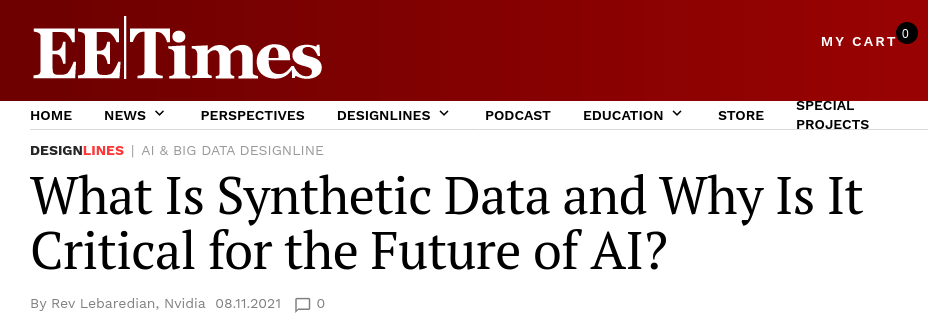 EETimes
MY CART 0
HOME NEWS PERSPECTIVES DESIGNLINES PODCAST EDUCATION STORE SPECIAL
PROJECTS
DESIGNLINES | AI & BIG DATA DESIGNLINE
What Is Synthetic Data and Why Is It
Critical for the Future of AI?
By Rev Lebaredian, Nvidia 08.11.2021 0